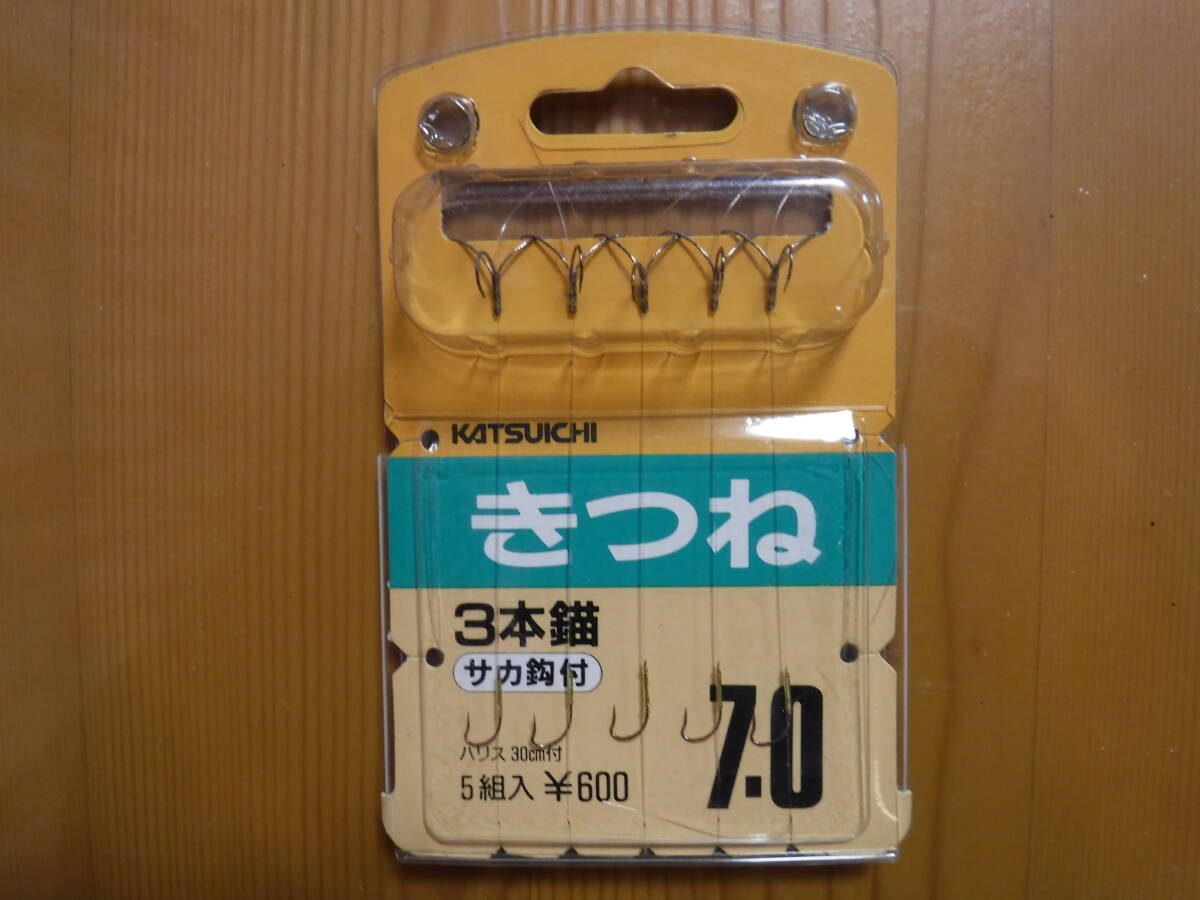 KATSUICHI
きつね
3本錨
サカ鈎付
7.0
ハリス 30cm付
5組入 ¥600